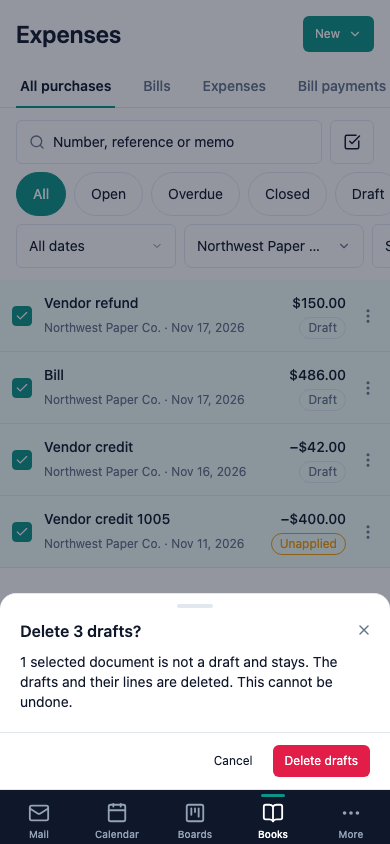 Expenses
New
All purchases
Bills
Expenses
Bill payments
Number, reference or memo
All
Open
Overdue
Closed
Draft
All dates
Northwest Paper ...
S
Vendor refund
$150.00
Northwest Paper Co. · Nov 17, 2026
Draft
Bill
$486.00
Northwest Paper Co. · Nov 17, 2026
Draft
Vendor credit
−$42.00
Northwest Paper Co. · Nov 16, 2026
Draft
Vendor credit 1005
−$400.00
Northwest Paper Co. · Nov 11, 2026
Unapplied
Delete 3 drafts?
1 selected document is not a draft and stays. The
drafts and their lines are deleted. This cannot be
undone.
Cancel
Delete drafts
Mail
Calendar
Boards
Books
More